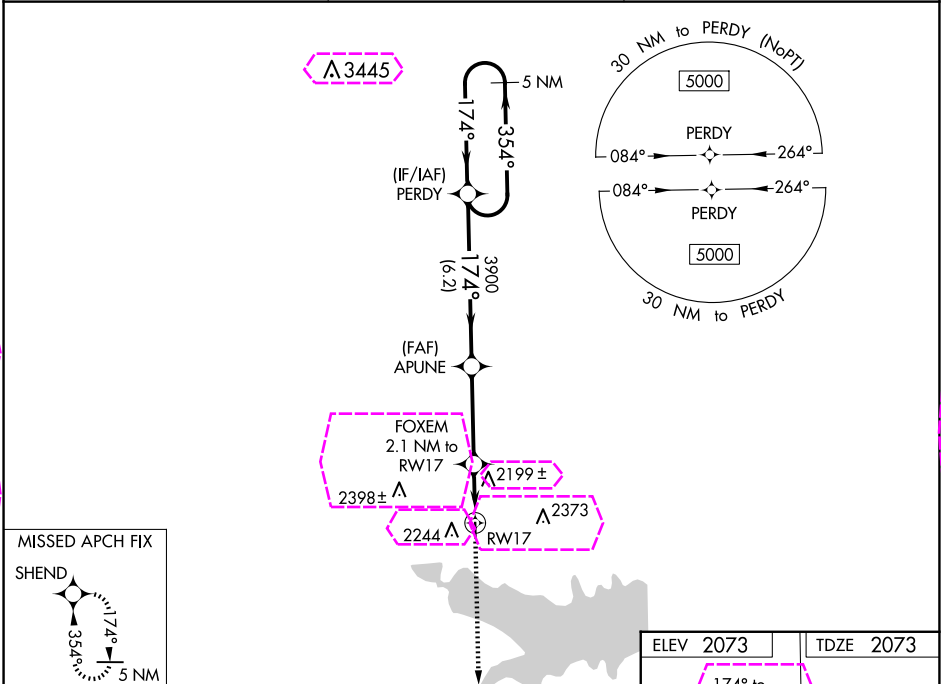 3445
5 NM
174°
354°
(IF/IAF)
PERDY
3900
174°
(6.2)
(FAF)
APUNE
FOXEM
2.1 NM to
RW17
2398±
2199 ±
2244
2373
RW17
30 NM to PERDY (NoPT)
5000
PERDY
084°
264°
084°
264°
PERDY
5000
30 NM to PERDY
MISSED APCH FIX
SHEND
174°
354°
5 NM
ELEV 2073
TDZE 2073
174° to